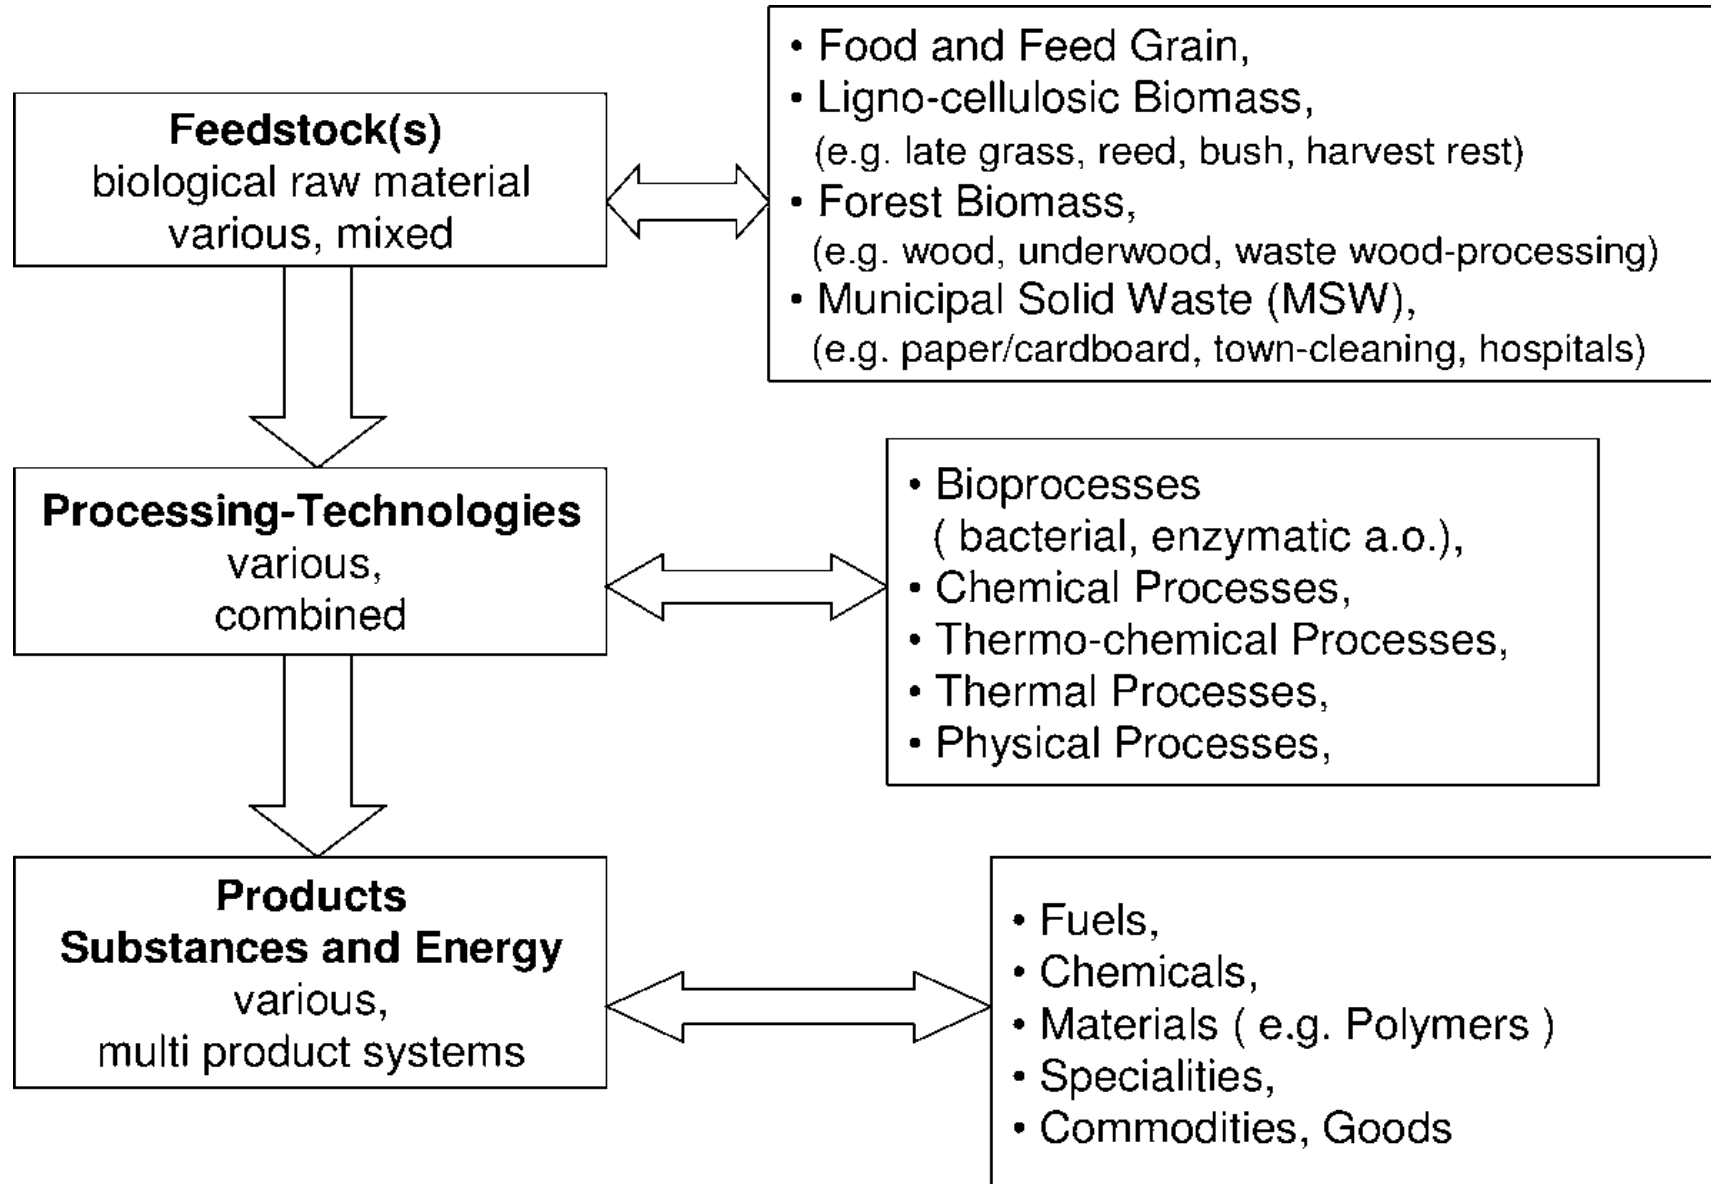 Feedstock(s)
biological raw material
various, mixed
• Food and Feed Grain,
• Ligno-cellulosic Biomass,
(e.g. late grass, reed, bush, harvest rest)
• Forest Biomass,
(e.g. wood, underwood, waste wood-processing)
• Municipal Solid Waste (MSW),
(e.g. paper/cardboard, town-cleaning, hospitals)
Processing-Technologies
various,
combined
• Bioprocesses
( bacterial, enzymatic a.o.),
• Chemical Processes,
• Thermo-chemical Processes,
• Thermal Processes,
• Physical Processes,
Products
Substances and Energy
various,
multi product systems
• Fuels,
• Chemicals,
• Materials ( e.g. Polymers )
• Specialities,
• Commodities, Goods